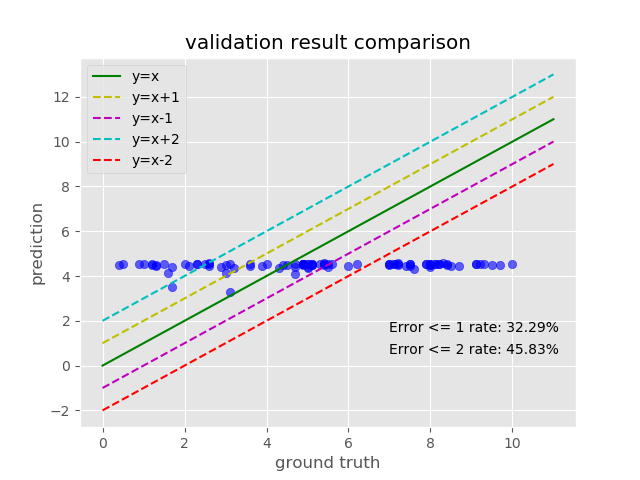 validation result comparison
y=x
y=x+1
y=x-1
y=x+2
y=x-2
12
10
8
6
4
2
0
−2
prediction
Error <= 1 rate: 32.29%
Error <= 2 rate: 45.83%
0 2 4 6 8 10
ground truth